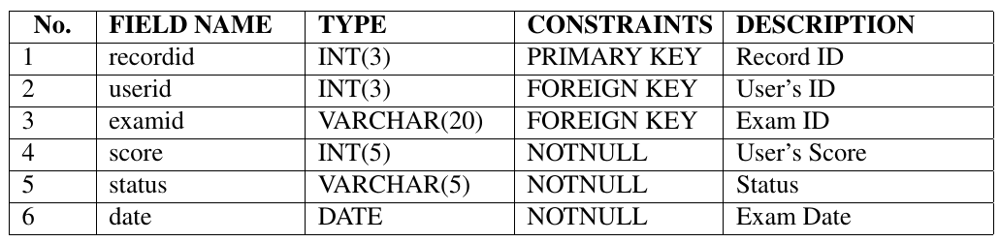 No. FIELD NAME TYPE CONSTRAINTS DESCRIPTION
1 recordid INT(3) PRIMARY KEY Record ID
2 userid INT(3) FOREIGN KEY User's ID
3 examid VARCHAR(20) FOREIGN KEY Exam ID
4 score INT(5) NOTNULL User's Score
5 status VARCHAR(5) NOTNULL Status
6 date DATE NOTNULL Exam Date